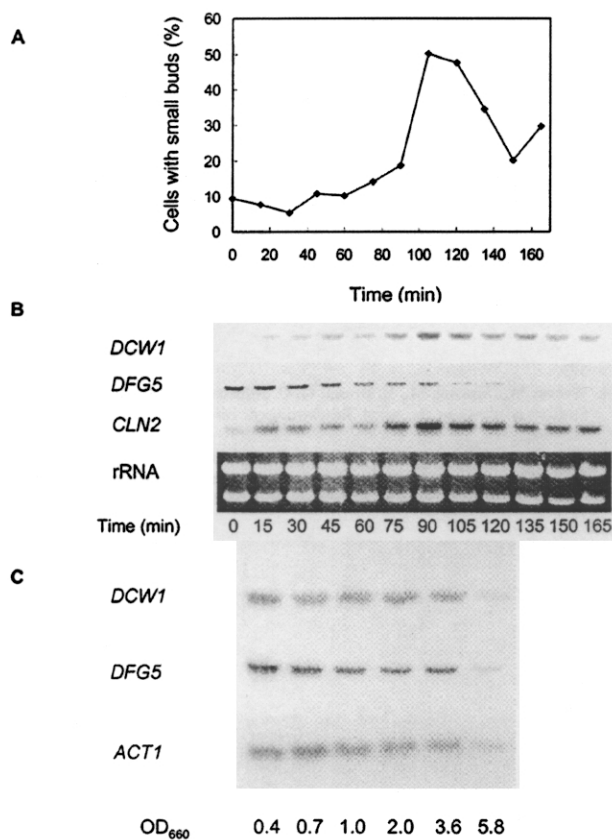 A
Cells with small buds (%)
60
50
40
30
20
10
0
0 20 40 60 80 100 120 140 160
Time (min)
B
DCW1
DFG5
CLN2
rRNA
Time (min) 0 15 30 45 60 75 90 105 120 135 150 165
C
DCW1
DFG5
ACT1
OD660 0.4 0.7 1.0 2.0 3.6 5.8